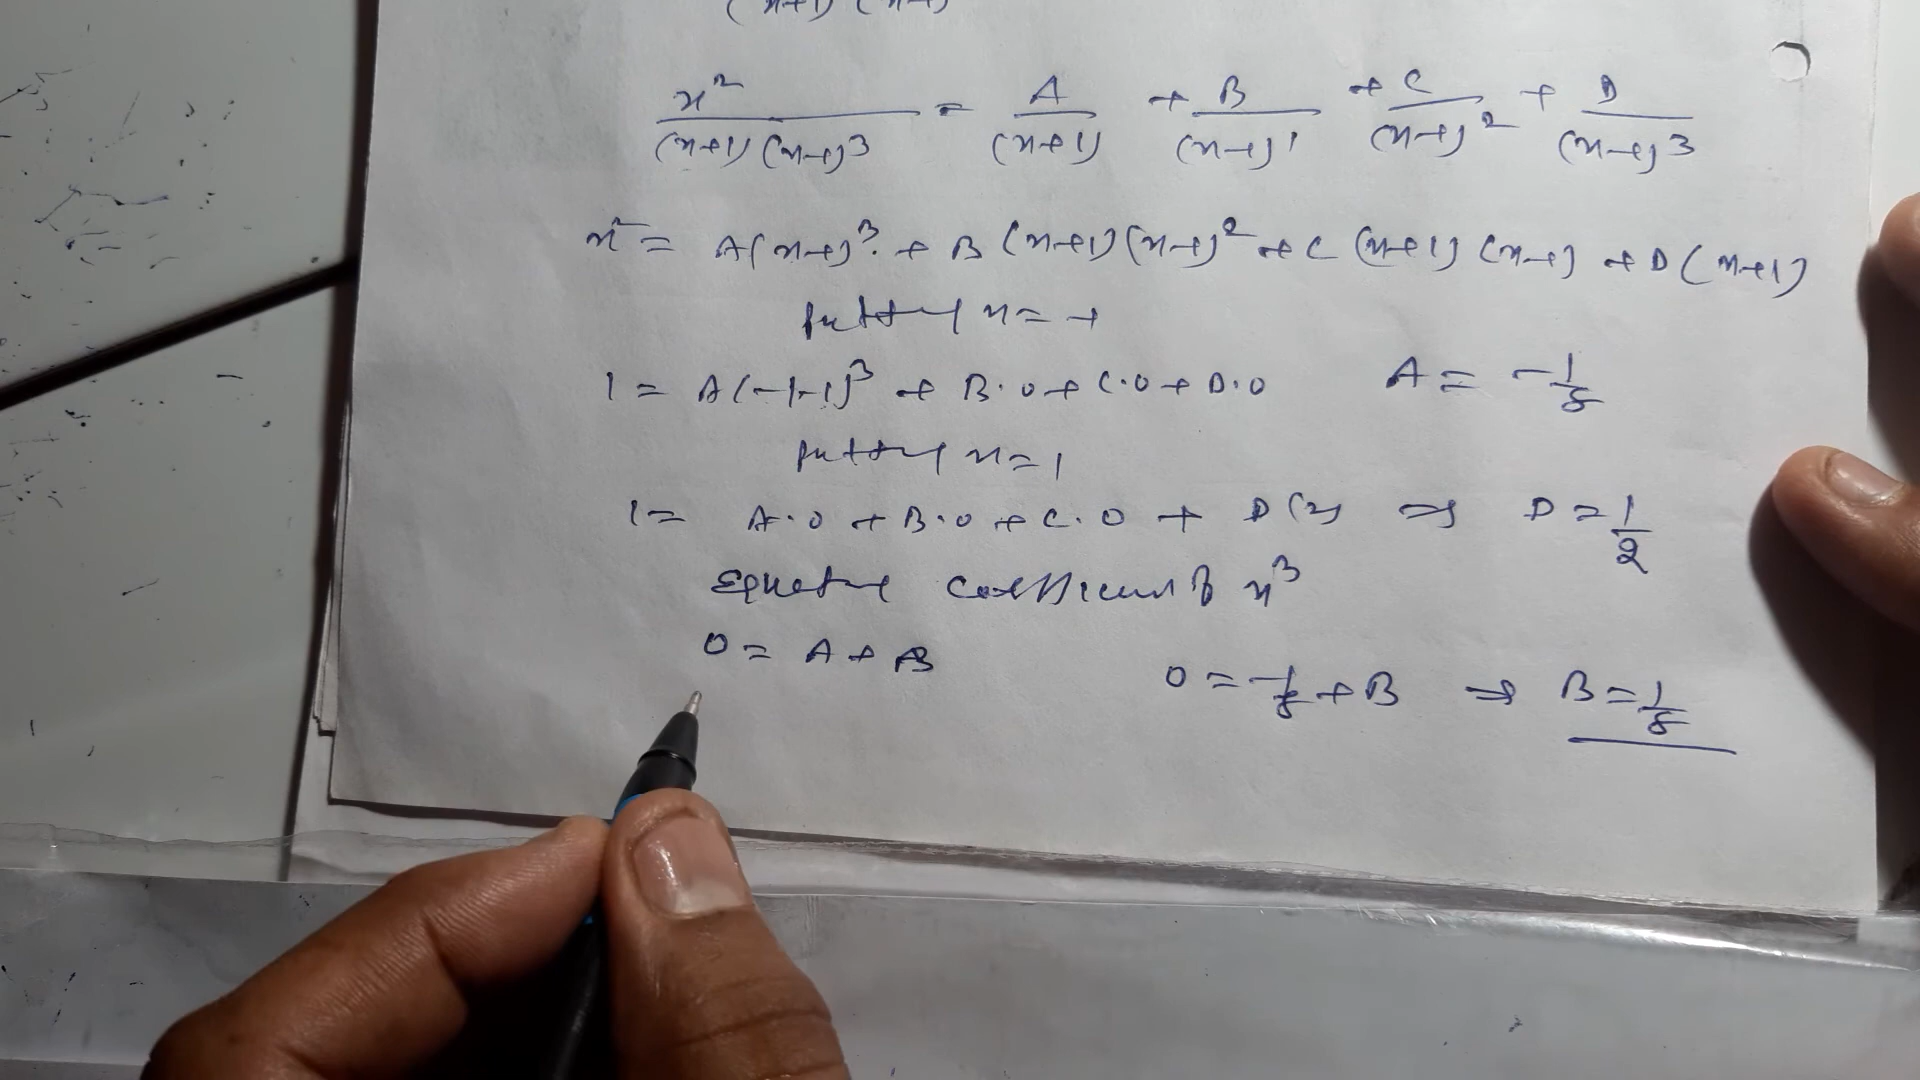 (x+1) (x-1)
x² / (x+1) (x-1)³ = A / (x+1) + B / (x-1)¹ + C / (x-1)² + D / (x-1)³
x² = A(x-1)³ + B (x+1)(x-1)² + C (x+1) (x-1) + D (x+1)
putting x = -1
1 = A(-1-1)³ + B·0 + C·0 + D·0 A = -1/8
putting x = 1
1 = A·0 + B·0 + C·0 + D(2) ⇒ D = 1/2
Equating coefficient of x³
0 = A + B 0 = -1/8 + B ⇒ B = 1/8